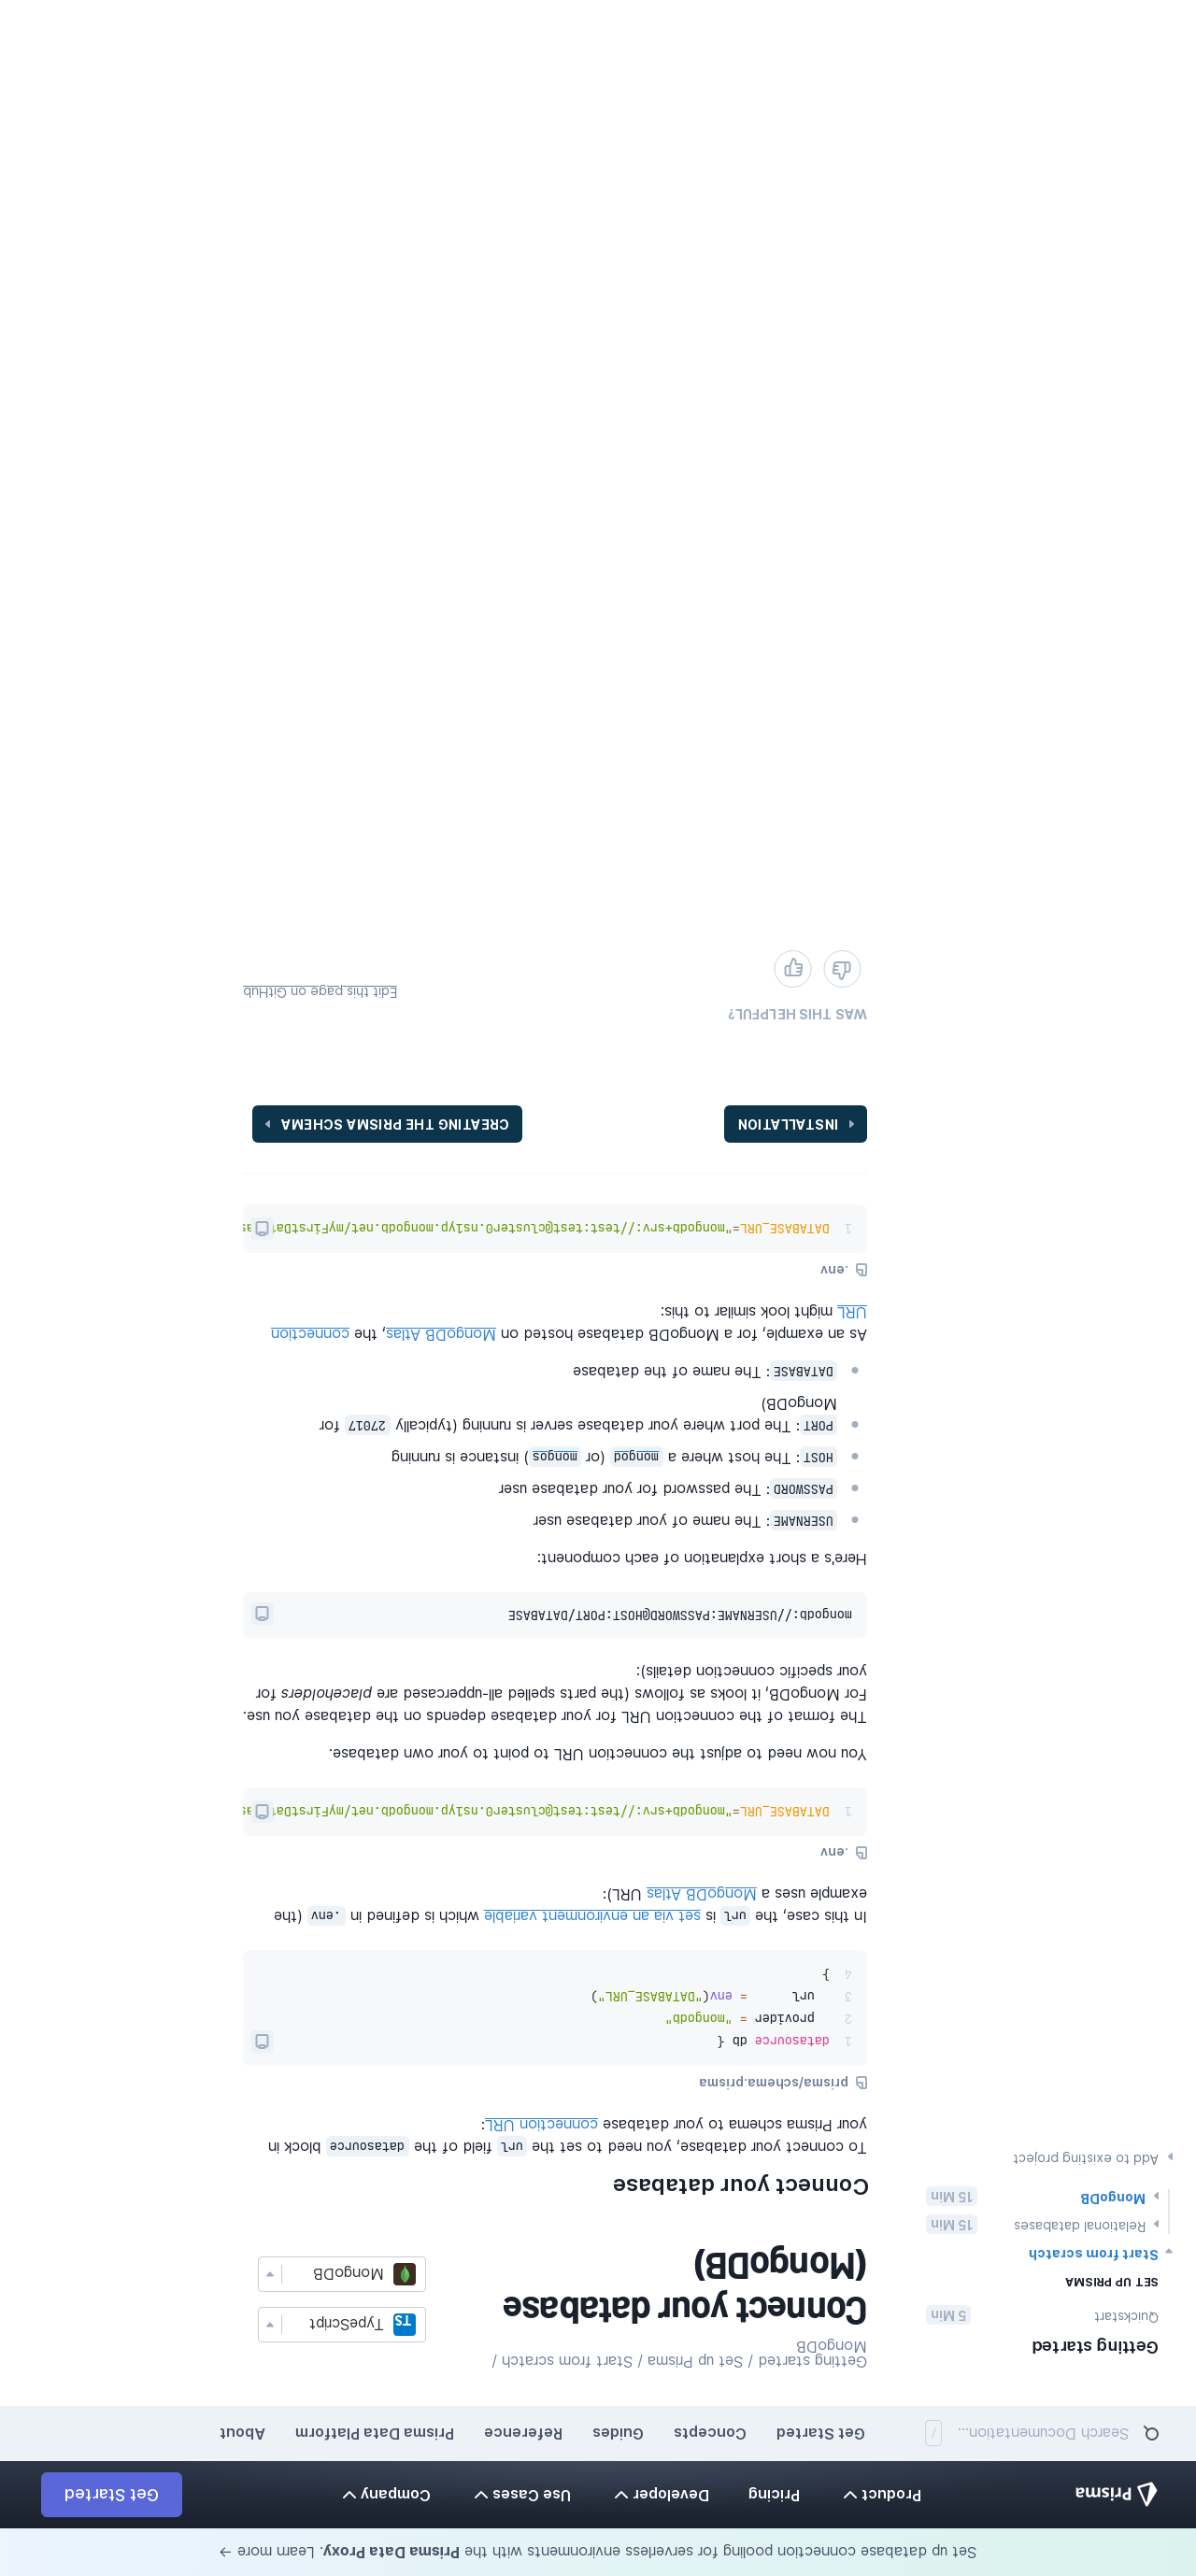 Set up database connection pooling for serverless environments with the Prisma Data Proxy. Learn more →
Prisma
Product
Pricing
Developer
Use Cases
Company
Get Started
Search Documentation...
/
Get Started
Concepts
Guides
Reference
Prisma Data Platform
About
Getting started
Quickstart
5 Min
SET UP PRISMA
Start from scratch
Relational databases
15 Min
MongoDB
15 Min
Add to existing project
Getting started / Set up Prisma / Start from scratch /
MongoDB
Connect your database
(MongoDB)
TS TypeScript
MongoDB
Connect your database
To connect your database, you need to set the url field of the datasource block in
your Prisma schema to your database connection URL:
prisma/schema.prisma
1 datasource db {
2 provider = "mongodb"
3 url = env("DATABASE_URL")
4 }
In this case, the url is set via an environment variable which is defined in .env (the
example uses a MongoDB Atlas URL):
.env
1 DATABASE_URL="mongodb+srv://test:test@cluster0.ns1yp.mongodb.net/myFirstDatabas
You now need to adjust the connection URL to point to your own database.
The format of the connection URL for your database depends on the database you use.
For MongoDB, it looks as follows (the parts spelled all-uppercased are placeholders for
your specific connection details):
mongodb://USERNAME:PASSWORD@HOST:PORT/DATABASE
Here's a short explanation of each component:
USERNAME: The name of your database user
PASSWORD: The password for your database user
HOST: The host where a mongod (or mongos) instance is running
PORT: The port where your database server is running (typically 27017 for
MongoDB)
DATABASE: The name of the database
As an example, for a MongoDB database hosted on MongoDB Atlas, the connection
URL might look similar to this:
.env
1 DATABASE_URL="mongodb+srv://test:test@cluster0.ns1yp.mongodb.net/myFirstDatabas
INSTALLATION
CREATING THE PRISMA SCHEMA
WAS THIS HELPFUL?
Edit this page on GitHub